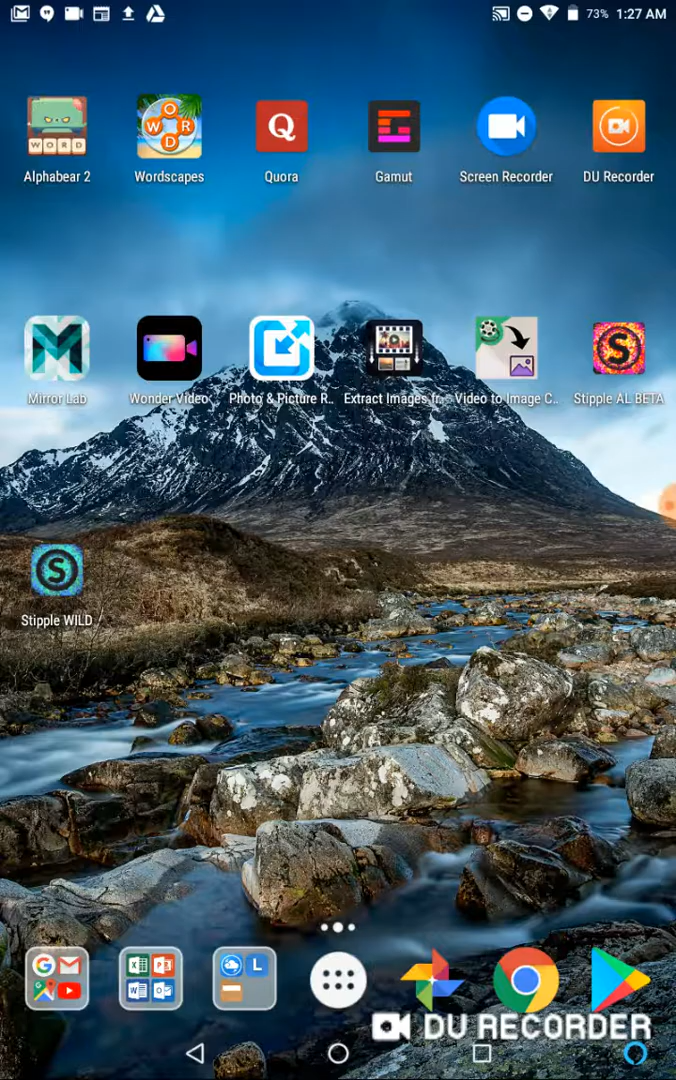 73% 1:27 AM
WORD
WORD
Q
Alphabear 2 Wordscapes Quora Gamut Screen Recorder DU Recorder
M
S
Mirror Lab Wonder Video Photo & Picture R.. Extract Images fr.. Video to Image C.. Stipple AL BETA
S
Stipple WILD
L
DU RECORDER